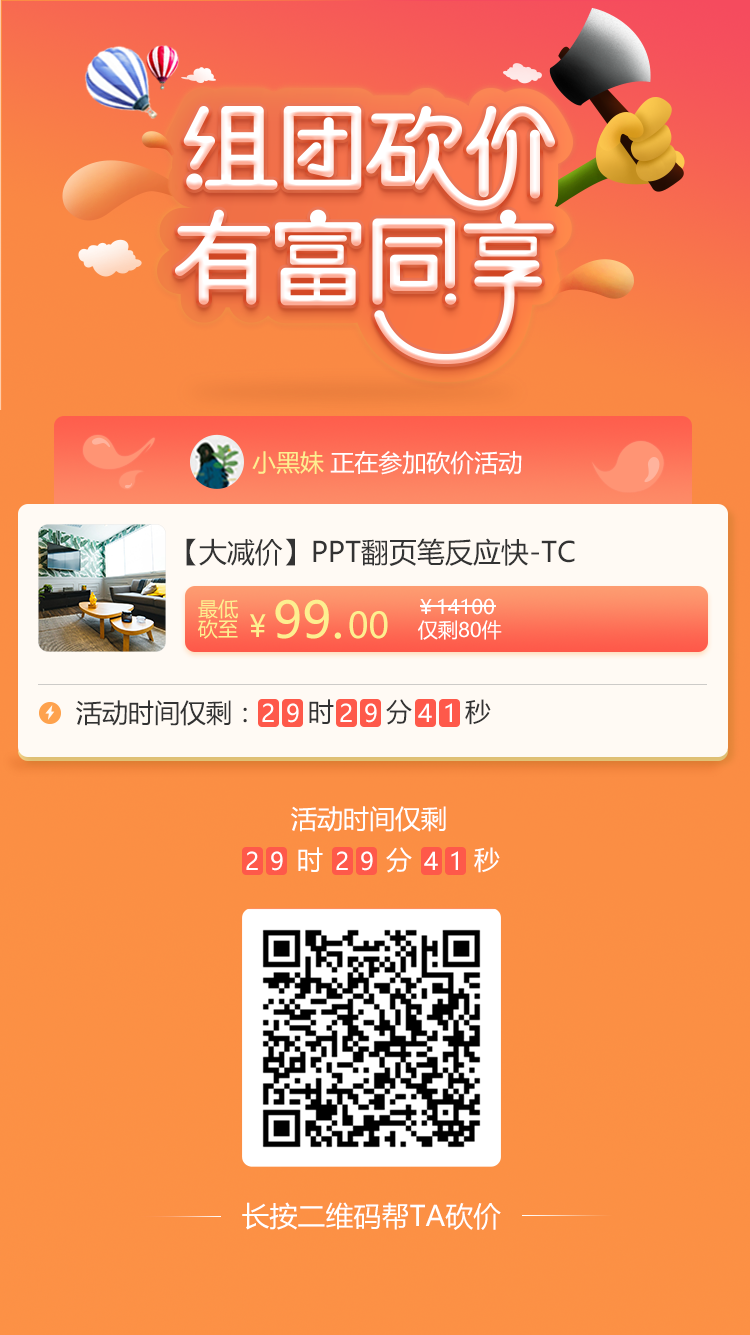 组团砍价
有富同享
小黑妹 正在参加砍价活动
【大减价】PPT翻页笔反应快-TC
最低
砍至 ¥99.00
¥14100
仅剩80件
活动时间仅剩：29时29分41秒
活动时间仅剩
29 时 29 分 41 秒
长按二维码帮TA砍价